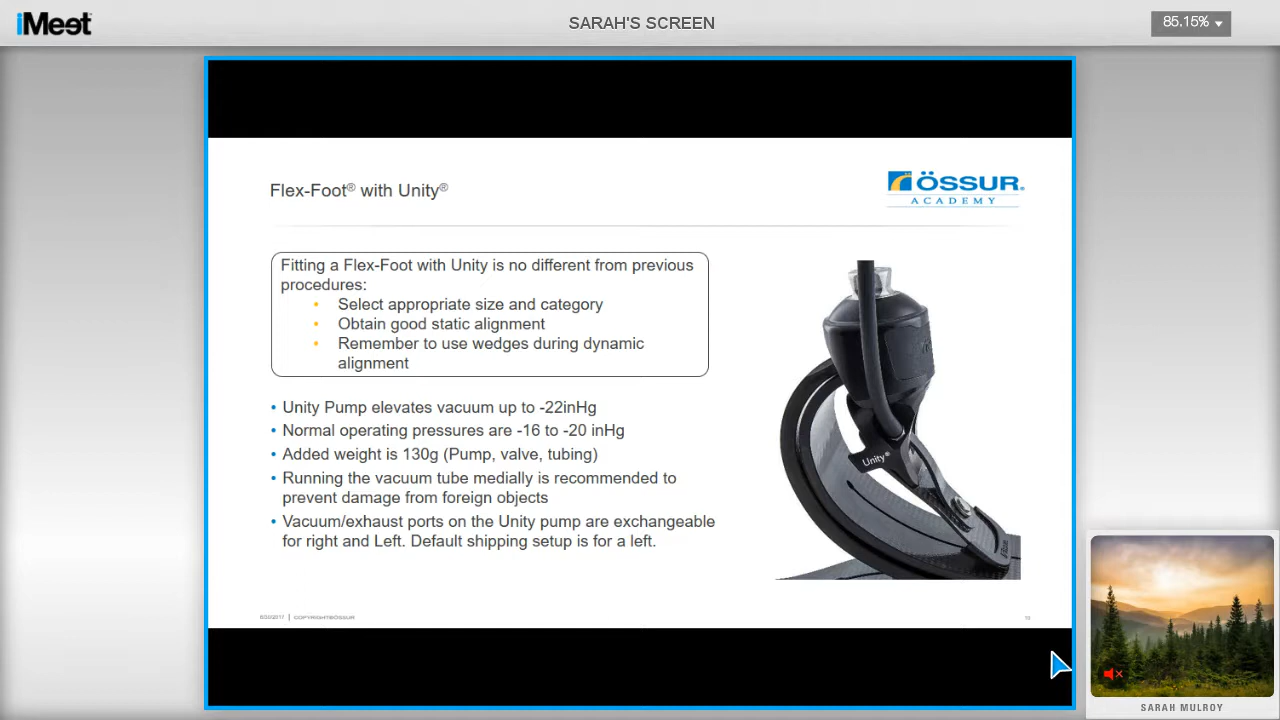 iMeet
SARAH'S SCREEN
85.15%
Flex-Foot® with Unity®
ÖSSUR®
ACADEMY
Fitting a Flex-Foot with Unity is no different from previous
procedures:
• Select appropriate size and category
• Obtain good static alignment
• Remember to use wedges during dynamic
alignment
• Unity Pump elevates vacuum up to -22inHg
• Normal operating pressures are -16 to -20 inHg
• Added weight is 130g (Pump, valve, tubing)
• Running the vacuum tube medially is recommended to
prevent damage from foreign objects
• Vacuum/exhaust ports on the Unity pump are exchangeable
for right and Left. Default shipping setup is for a left.
Unity®
COPYRIGHT©ÖSSUR
SARAH MULROY